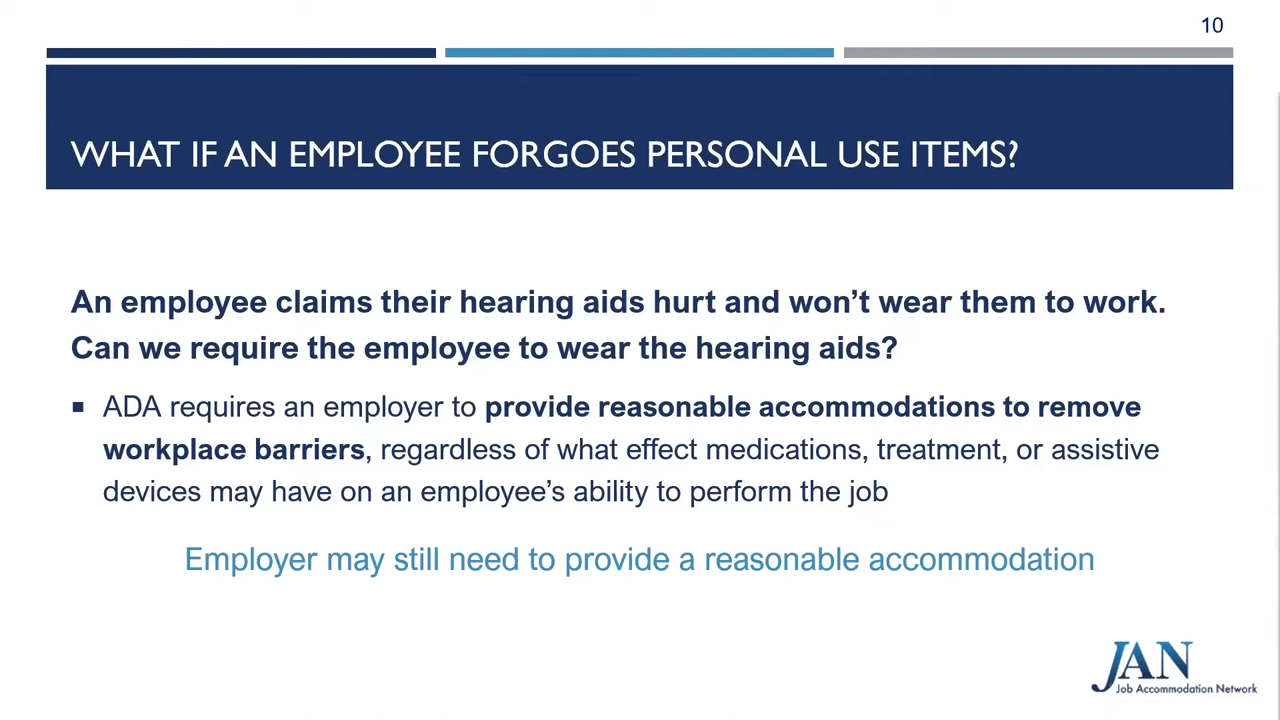 10
WHAT IF AN EMPLOYEE FORGOES PERSONAL USE ITEMS?
An employee claims their hearing aids hurt and won’t wear them to work.
Can we require the employee to wear the hearing aids?
▪ ADA requires an employer to provide reasonable accommodations to remove
workplace barriers, regardless of what effect medications, treatment, or assistive
devices may have on an employee’s ability to perform the job
Employer may still need to provide a reasonable accommodation
JAN
Job Accommodation Network